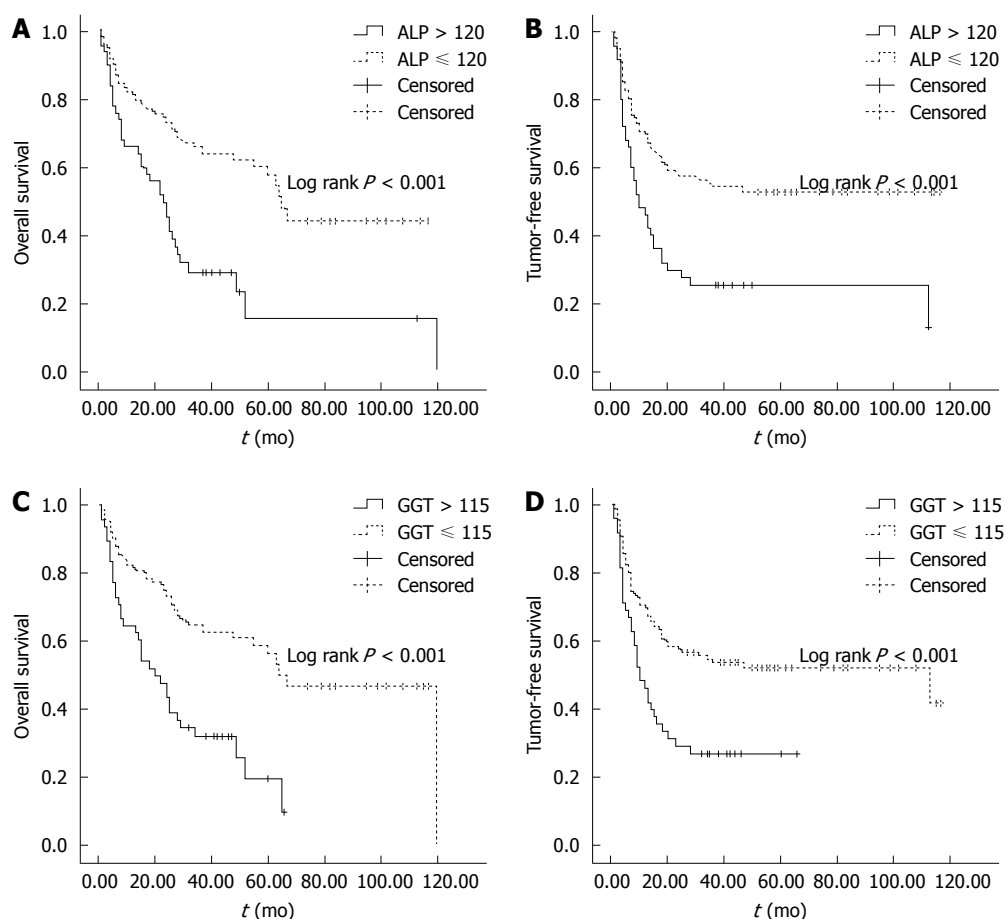 A
Overall survival
1.0
0.8
0.6
0.4
0.2
0.0
ALP > 120
ALP ⩽ 120
Censored
Censored
Log rank P < 0.001
0.00 20.00 40.00 60.00 80.00 100.00 120.00
t (mo)
B
Tumor-free survival
1.0
0.8
0.6
0.4
0.2
0.0
ALP > 120
ALP ⩽ 120
Censored
Censored
Log rank P < 0.001
0.00 20.00 40.00 60.00 80.00 100.00 120.00
t (mo)
C
Overall survival
1.0
0.8
0.6
0.4
0.2
0.0
GGT > 115
GGT ⩽ 115
Censored
Censored
Log rank P < 0.001
0.00 20.00 40.00 60.00 80.00 100.00 120.00
t (mo)
D
Tumor-free survival
1.0
0.8
0.6
0.4
0.2
0.0
GGT > 115
GGT ⩽ 115
Censored
Censored
Log rank P < 0.001
0.00 20.00 40.00 60.00 80.00 100.00 120.00
t (mo)